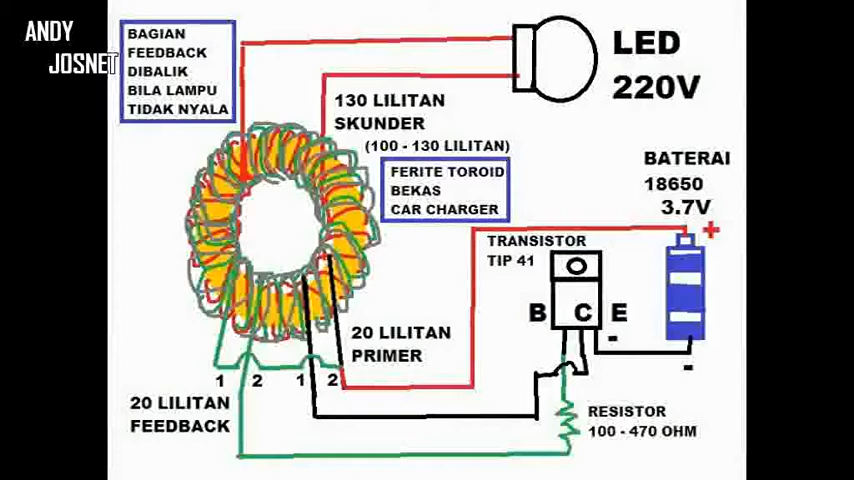 ANDY
JOSNET
BAGIAN
FEEDBACK
DIBALIK
BILA LAMPU
TIDAK NYALA
LED
220V
130 LILITAN
SKUNDER
(100 - 130 LILITAN)
FERITE TOROID
BEKAS
CAR CHARGER
BATERAI
18650
3.7V
+
TRANSISTOR
TIP 41
B C E
-
-
20 LILITAN
PRIMER
1 2 1 2
20 LILITAN
FEEDBACK
RESISTOR
100 - 470 OHM